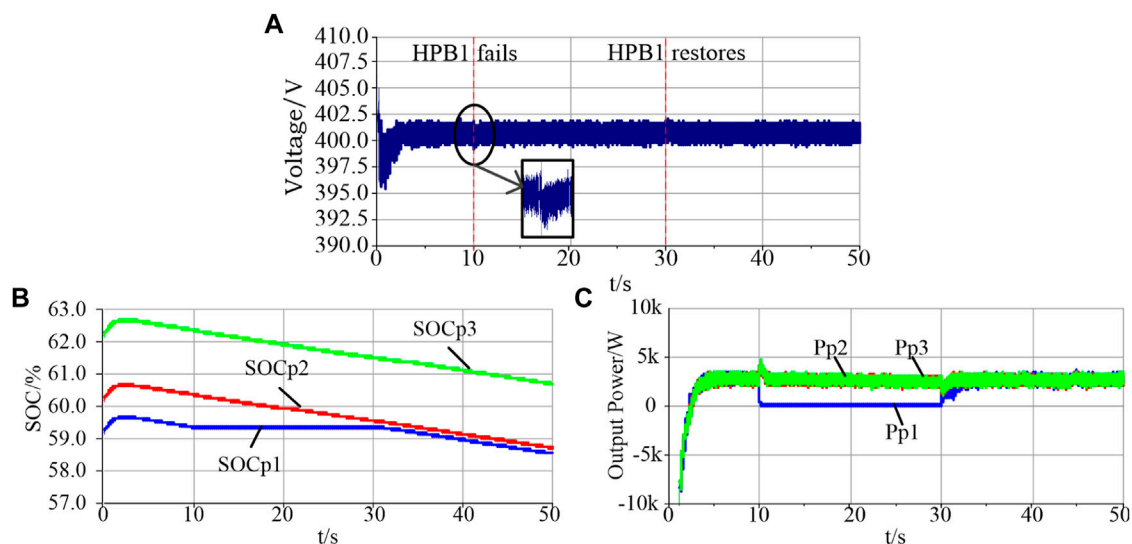 A
410.0
407.5
405.0
402.5
400.0
397.5
395.0
392.5
390.0
Voltage/V
HPB1 fails
HPB1 restores
0
10
20
30
40
50
t/s
B
63.0
62.0
61.0
60.0
59.0
58.0
57.0
SOC/%
SOCp3
SOCp2
SOCp1
0
10
20
30
40
50
t/s
C
10k
5k
0
-5k
-10k
Output Power/W
Pp2
Pp3
Pp1
0
10
20
30
40
50
t/s